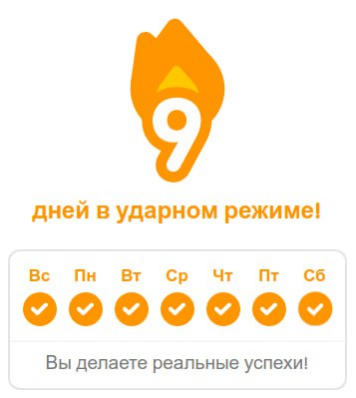 9
дней в ударном режиме!
Вс Пн Вт Ср Чт Пт Сб
Вы делаете реальные успехи!